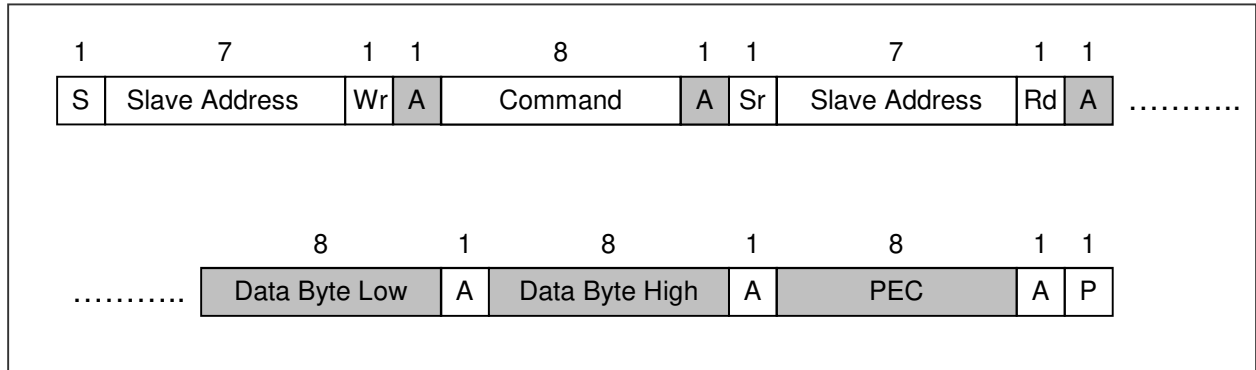 1 7 1 1 8 1 1 7 1 1
S Slave Address Wr A Command A Sr Slave Address Rd A ...........
8 1 8 1 8 1 1
........... Data Byte Low A Data Byte High A PEC A P